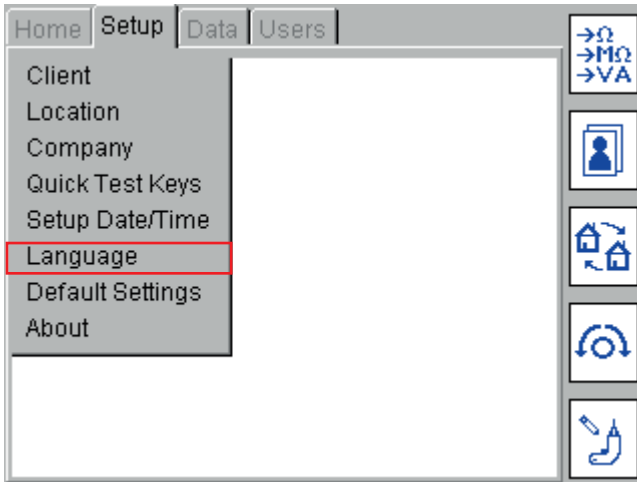 Home Setup Data Users
Client
Location
Company
Quick Test Keys
Setup Date/Time
Language
Default Settings
About
→Ω
→MΩ
→VA